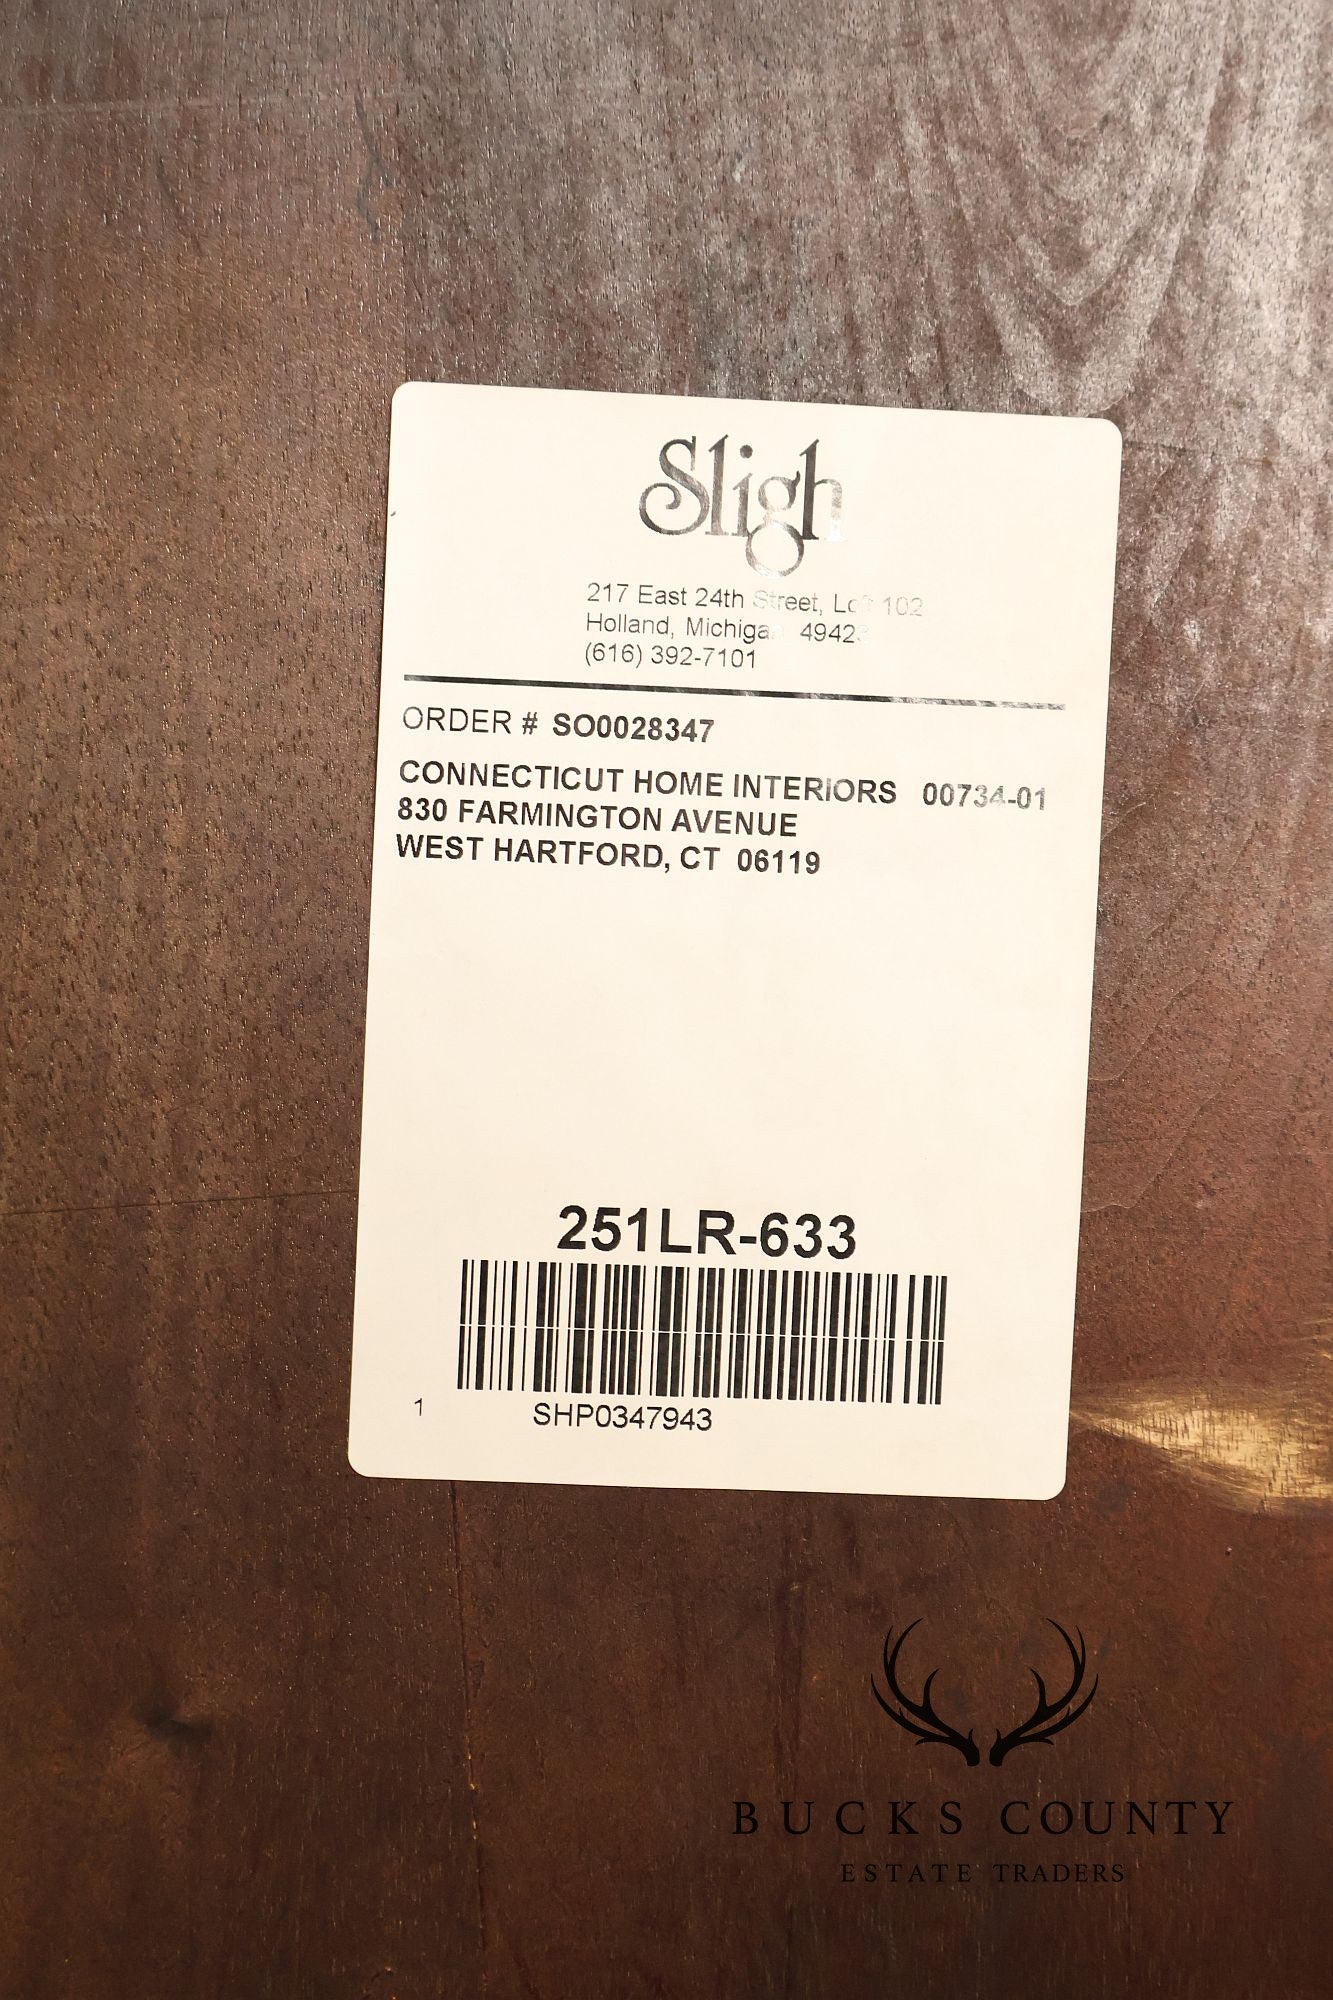 Sligh
217 East 24th Street, Loft 102
Holland, Michigan 49423
(616) 392-7101
ORDER # SO0028347
CONNECTICUT HOME INTERIORS 00734-01
830 FARMINGTON AVENUE
WEST HARTFORD, CT 06119
251LR-633
1 SHP0347943
BUCKS COUNTY
ESTATE TRADERS